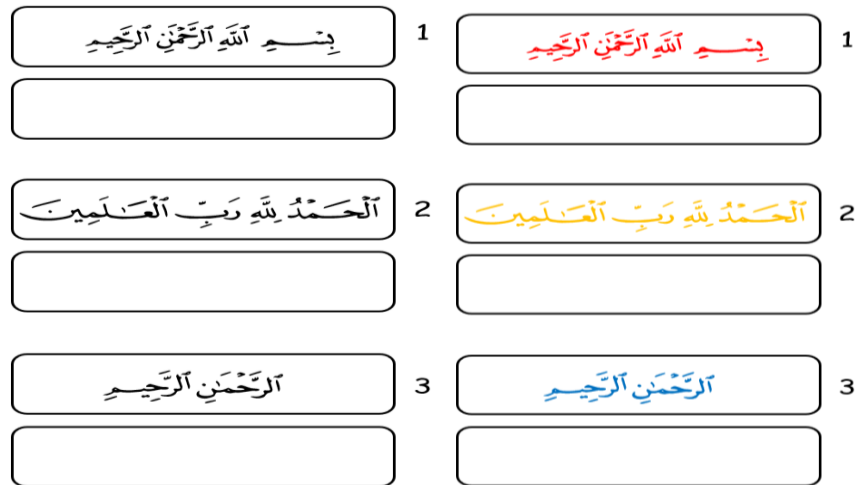 بِسْمِ ٱللَّهِ ٱلرَّحْمَٰنِ ٱلرَّحِيمِ 1
بِسْمِ ٱللَّهِ ٱلرَّحْمَٰنِ ٱلرَّحِيمِ 1
ٱلْحَمْدُ لِلَّهِ رَبِّ ٱلْعَـٰلَمِينَ 2
ٱلْحَمْدُ لِلَّهِ رَبِّ ٱلْعَـٰلَمِينَ 2
ٱلرَّحْمَـٰنِ ٱلرَّحِيمِ 3
ٱلرَّحْمَـٰنِ ٱلرَّحِيمِ 3